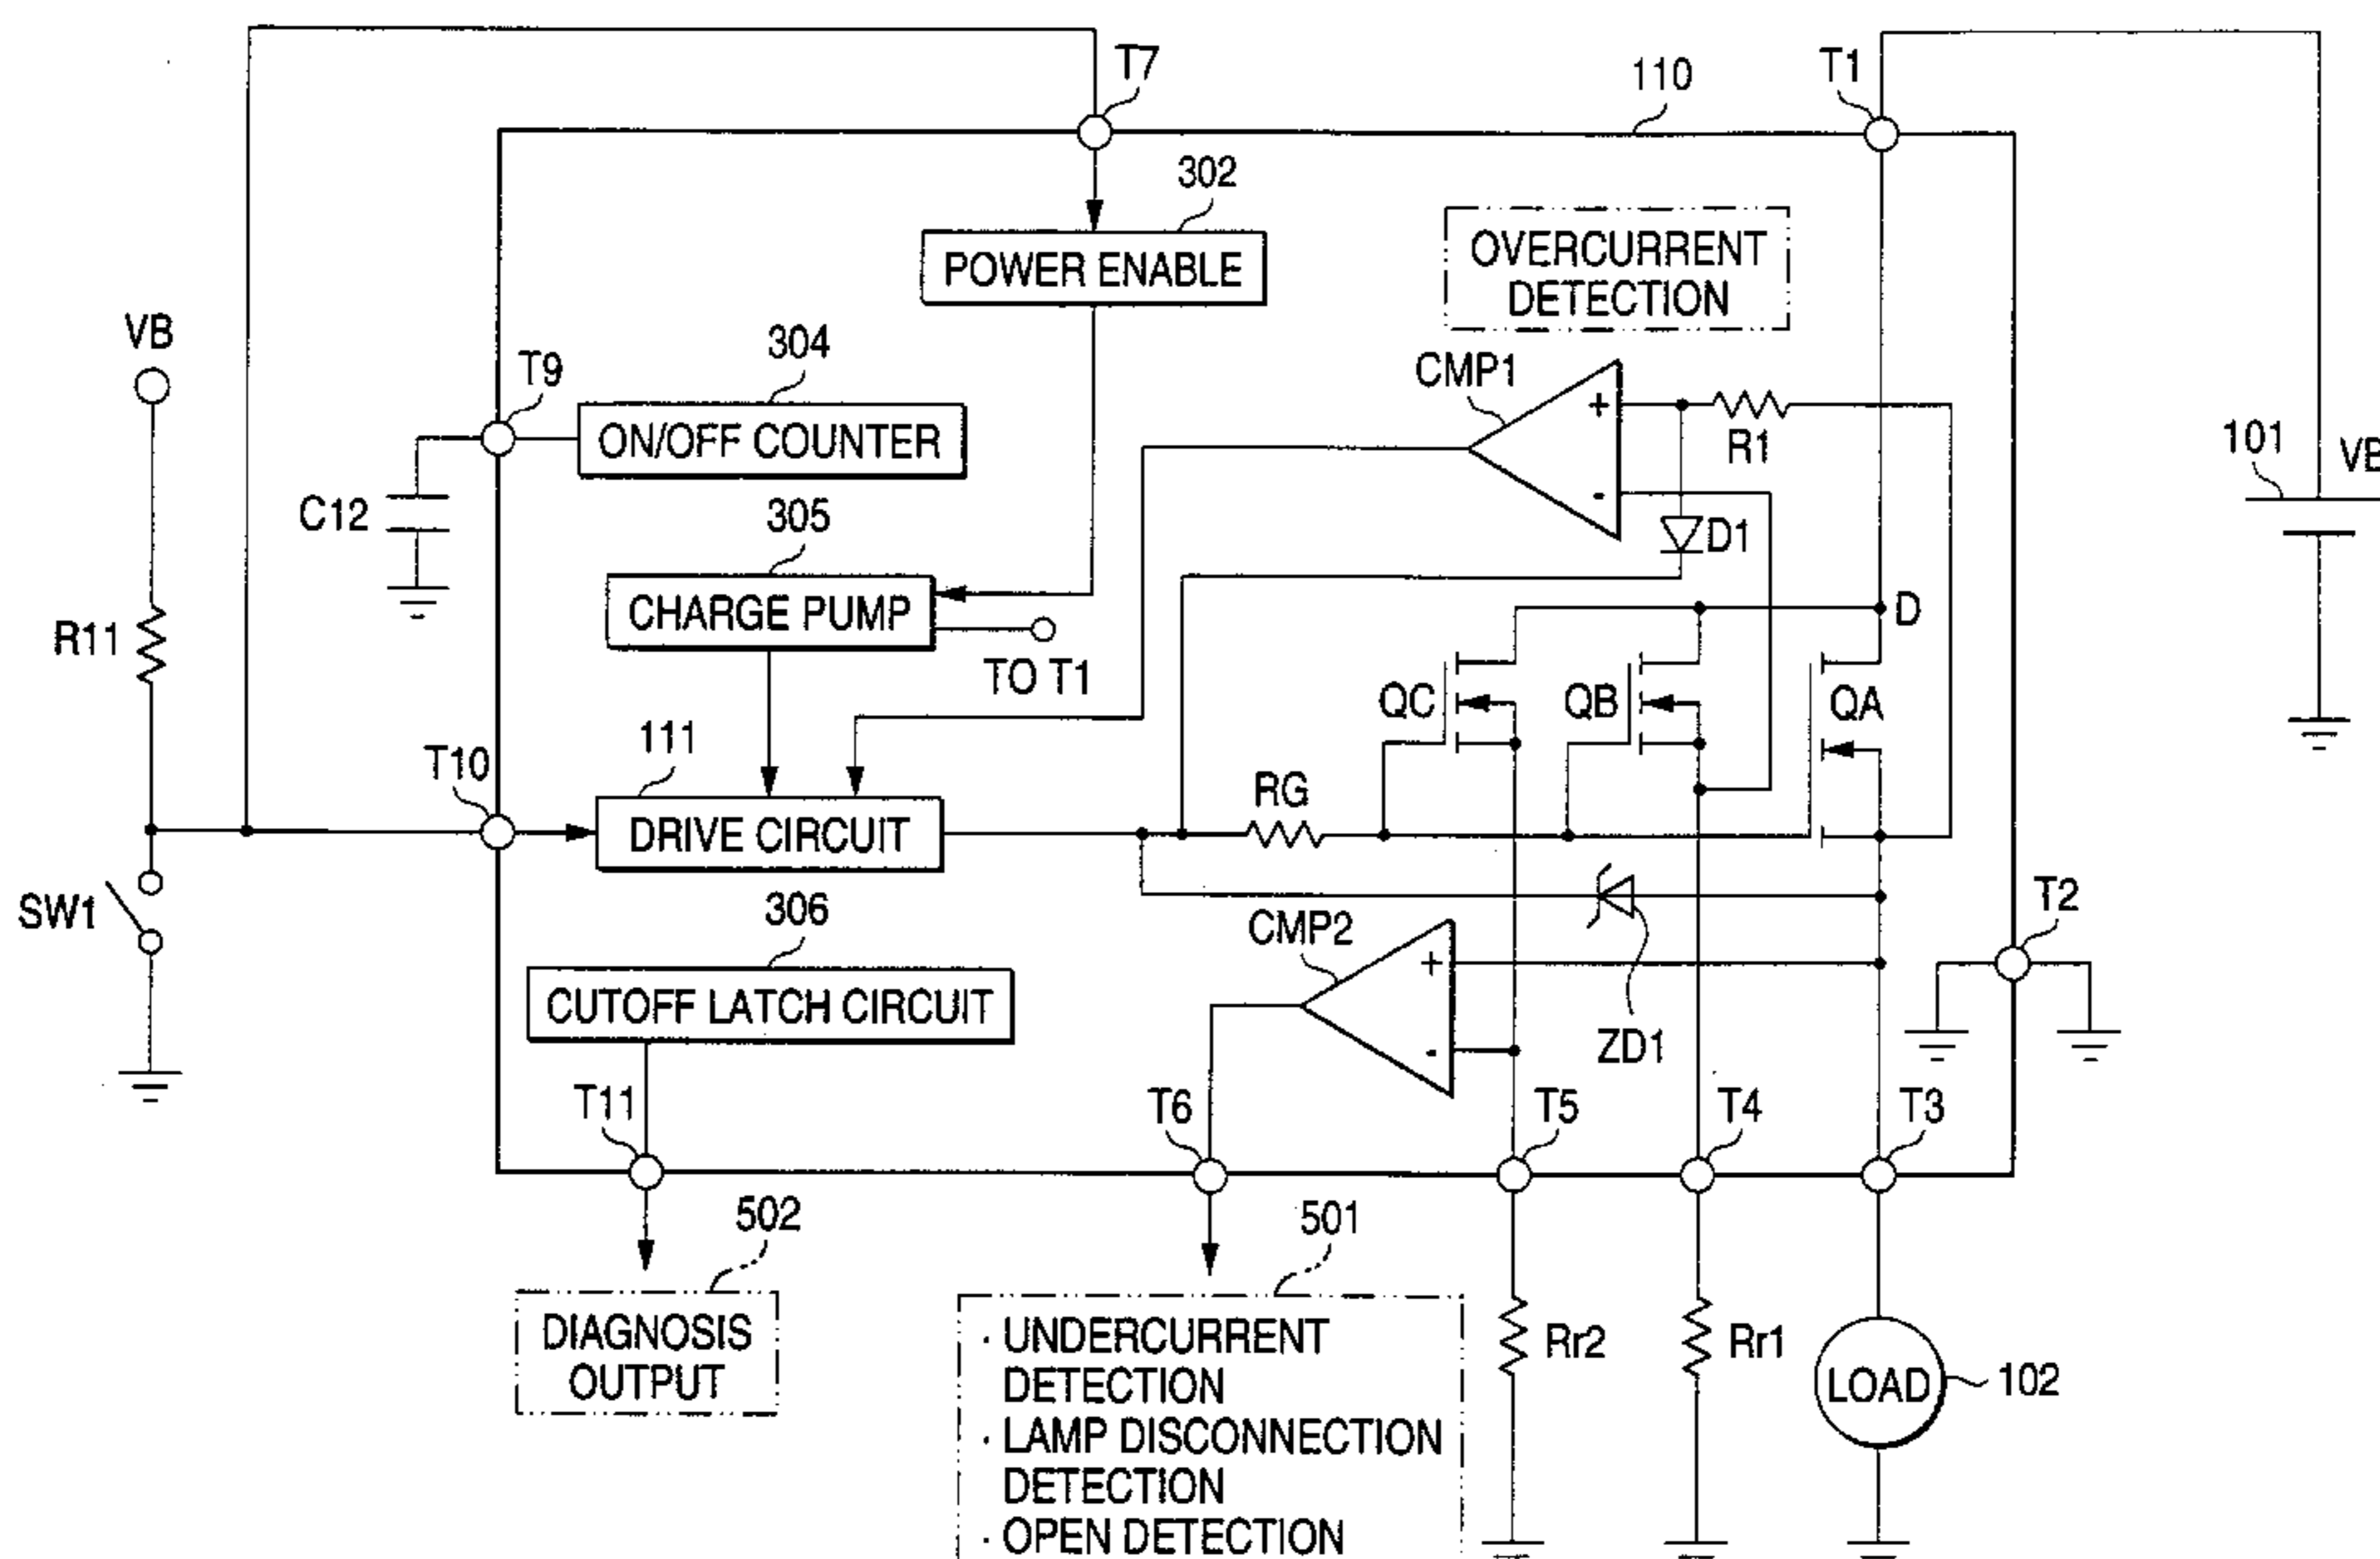 T7
110
T1
302
POWER ENABLE
OVERCURRENT
DETECTION
VB
T9
304
ON/OFF COUNTER
CMP1
+
-
R1
101
VB
C12
305
D1
CHARGE PUMP
TO T1
D
R11
QC
QB
QA
T10
111
DRIVE CIRCUIT
RG
SW1
306
CUTOFF LATCH CIRCUIT
CMP2
+
-
ZD1
T2
T11
T6
T5
T4
T3
502
DIAGNOSIS
OUTPUT
501
· UNDERCURRENT
DETECTION
· LAMP DISCONNECTION
DETECTION
· OPEN DETECTION
Rr2
Rr1
LOAD
102